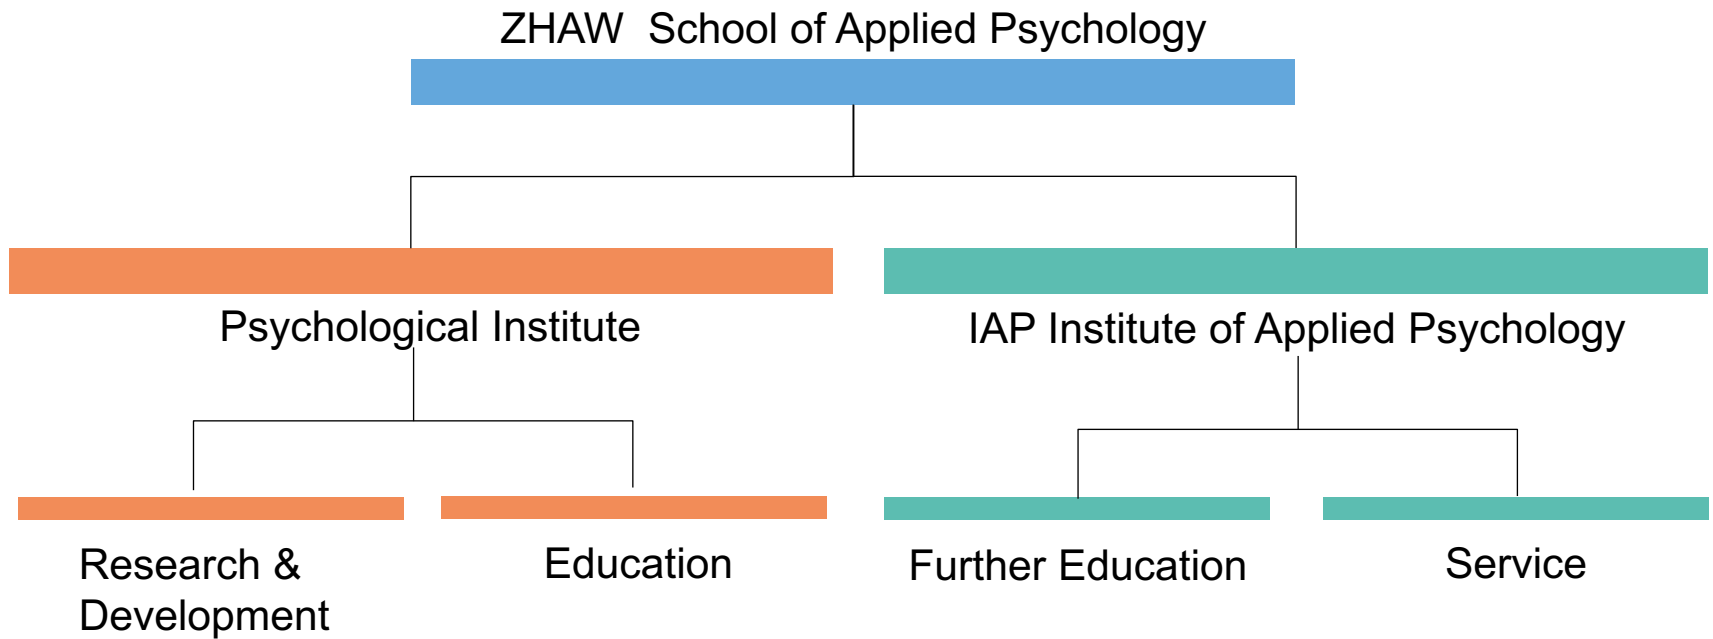 ZHAW School of Applied Psychology
Psychological Institute
IAP Institute of Applied Psychology
Research &
Development
Education
Further Education
Service